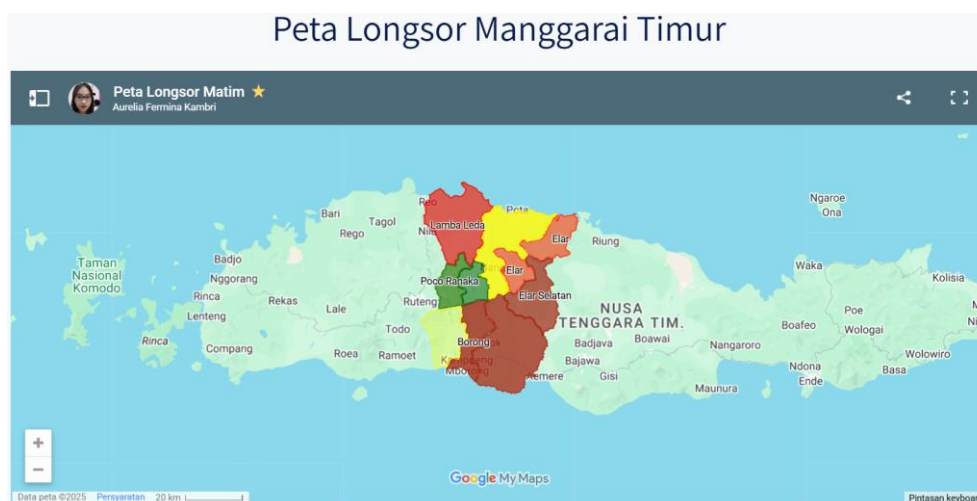 Peta Longsor Manggarai Timur
Peta Longsor Matim
Aurelia Fermina Kambri
Ngaroe
Ona
Reo
Pota
Bari
Tagol
Lamba Leda
Rego
Elar
Riung
Taman
Nasional
Komodo
Badjo
Nggorang
Poco Ranaka
Elar
Waka
Kolisia
Rinca
Rekas
Lale
Ruteng
Elar Selatan
NUSA
TENGGARA TIM.
Lenteng
Poe
Boafeo
Wologai
Todo
Rinca
Compang
Roea
Ramoet
Borong
Badjava
Boawai
Nangaroro
Wolowiro
Mborong
Aemere
Bajawa
Gisi
Ndona
Ende
Basa
Maunura
Google My Maps
Data peta ©2025
Persyaratan
20 km
Pintasan keyboa